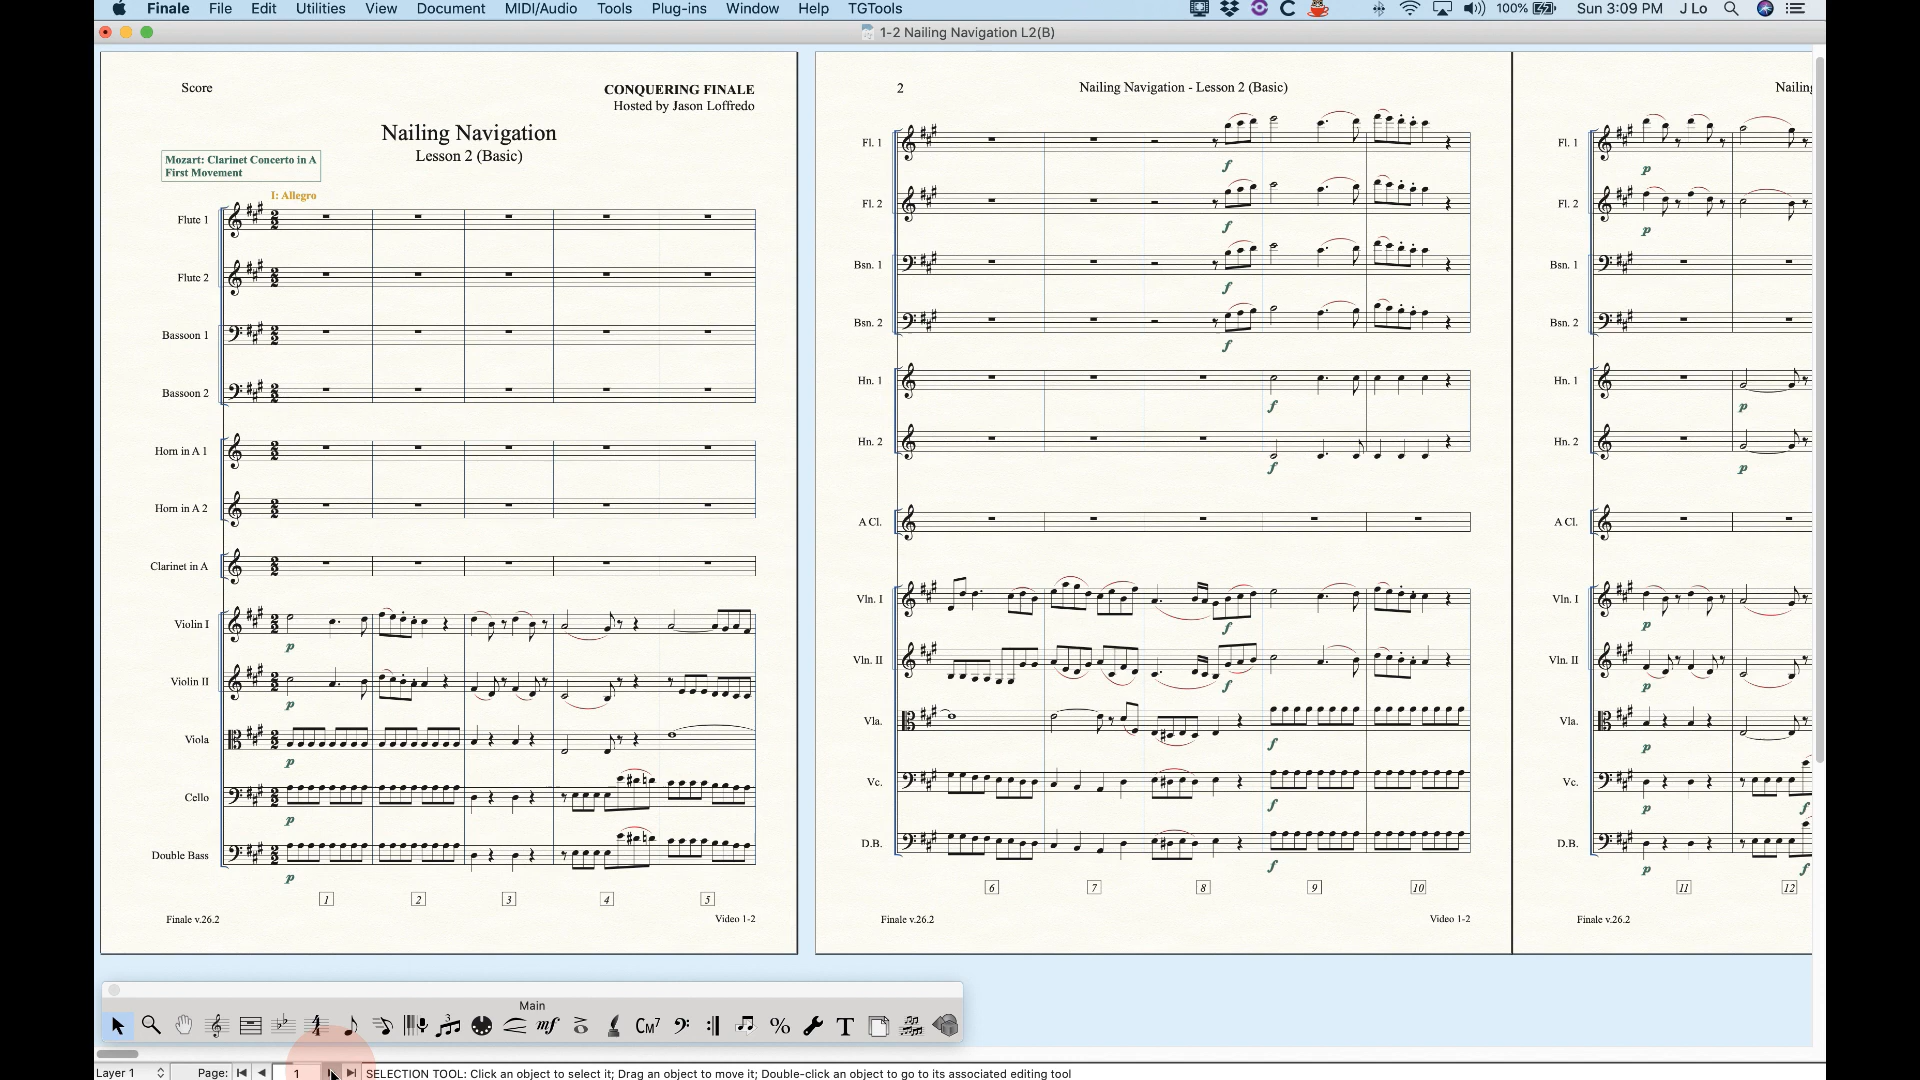 Finale File Edit Utilities View Document MIDI/Audio Tools Plug-ins Window Help TGTools 100% Sun 3:09 PM J Lo
1-2 Nailing Navigation L2(B)
Score
CONQUERING FINALE
Hosted by Jason Loffredo
Nailing Navigation
Lesson 2 (Basic)
Mozart: Clarinet Concerto in A
First Movement
I: Allegro
Flute 1
Flute 2
Bassoon 1
Bassoon 2
Horn in A 1
Horn in A 2
Clarinet in A
Violin I
p
Violin II
p
Viola
p
Cello
p
Double Bass
p
1 2 3 4 5
Finale v.26.2 Video 1-2
2 Nailing Navigation - Lesson 2 (Basic)
Fl. 1
f
Fl. 2
f
Bsn. 1
f
Bsn. 2
f
Hn. 1
f
Hn. 2
f
A Cl.
Vln. I
f
Vln. II
f
Vla.
f
Vc.
f
D.B.
f
6 7 8 9 10
Finale v.26.2 Video 1-2
Nailing
Fl. 1
p
Fl. 2
p
Bsn. 1
Bsn. 2
Hn. 1
p
Hn. 2
p
A Cl.
Vln. I
p
Vln. II
p
Vla.
p
Vc.
p f
D.B.
p f
11 12
Finale v.26.2
Main
mf CM7 % T
Layer 1 Page: 1 SELECTION TOOL: Click an object to select it; Drag an object to move it; Double-click an object to go to its associated editing tool